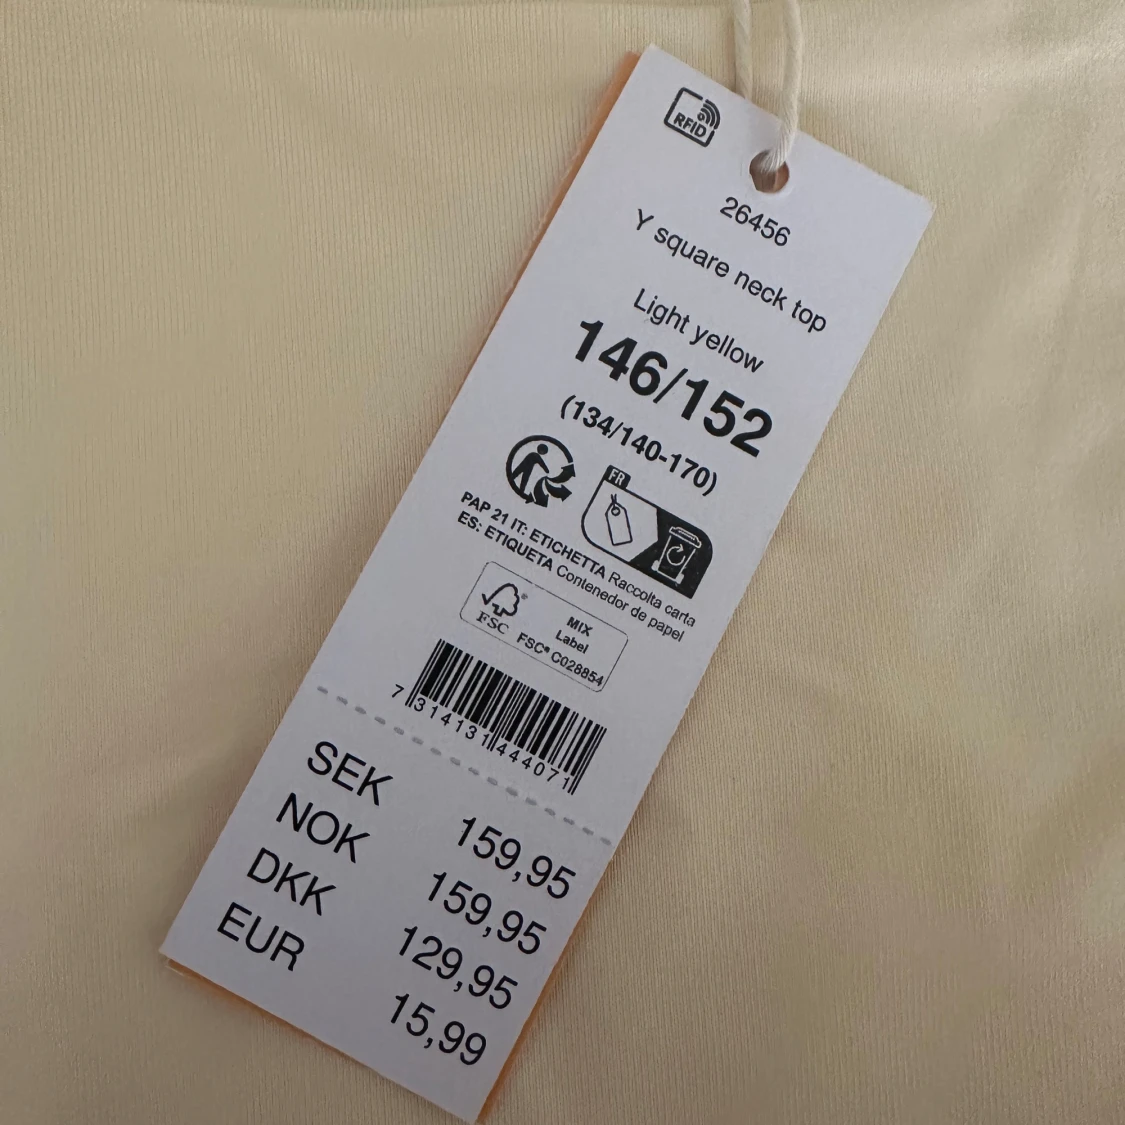 RFID
26456
Y square neck top
Light yellow
146/152
(134/140-170)
FR
PAP 21 IT: ETICHETTA Raccolta carta
ES: ETIQUETA Contenedor de papel
FSC®
MIX
Label
FSC® C028854
7 314131 444071
SEK 159,95
NOK 159,95
DKK 129,95
EUR 15,99